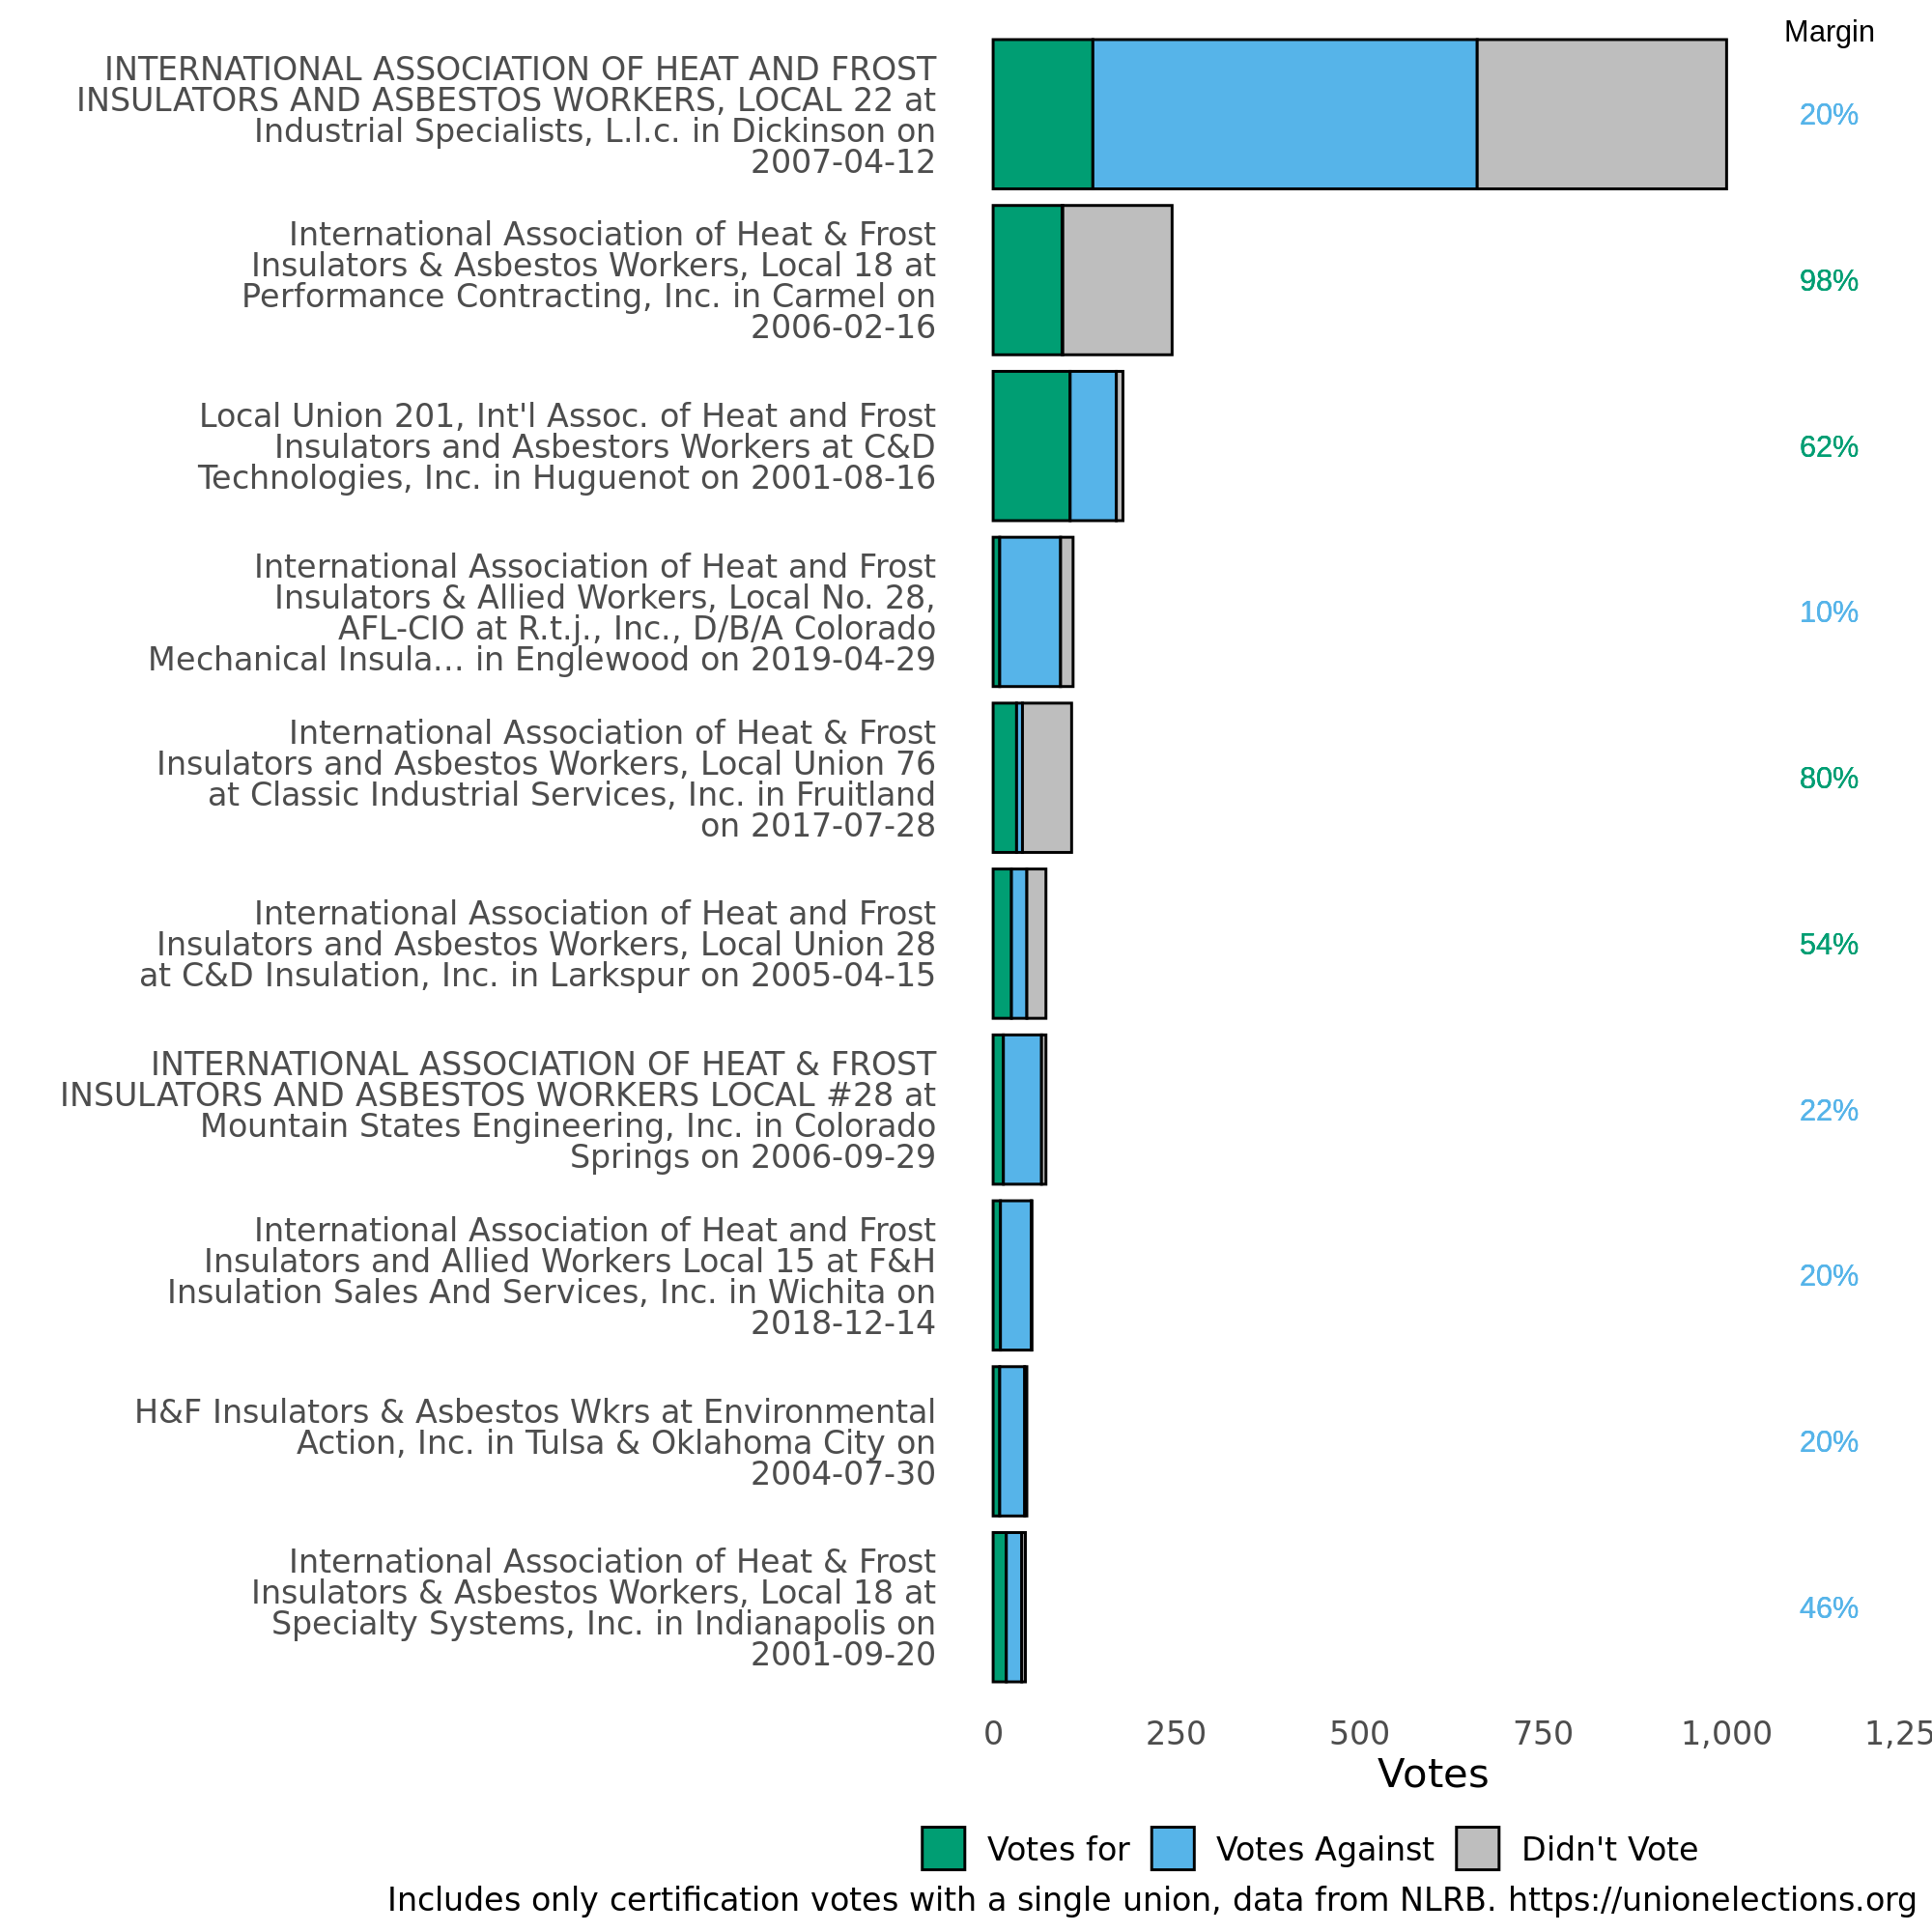 Margin
INTERNATIONAL ASSOCIATION OF HEAT AND FROST
INSULATORS AND ASBESTOS WORKERS, LOCAL 22 at
Industrial Specialists, L.l.c. in Dickinson on
2007-04-12
20%
International Association of Heat & Frost
Insulators & Asbestos Workers, Local 18 at
Performance Contracting, Inc. in Carmel on
2006-02-16
98%
Local Union 201, Int'l Assoc. of Heat and Frost
Insulators and Asbestors Workers at C&D
Technologies, Inc. in Huguenot on 2001-08-16
62%
International Association of Heat and Frost
Insulators & Allied Workers, Local No. 28,
AFL-CIO at R.t.j., Inc., D/B/A Colorado
Mechanical Insula... in Englewood on 2019-04-29
10%
International Association of Heat & Frost
Insulators and Asbestos Workers, Local Union 76
at Classic Industrial Services, Inc. in Fruitland
on 2017-07-28
80%
International Association of Heat and Frost
Insulators and Asbestos Workers, Local Union 28
at C&D Insulation, Inc. in Larkspur on 2005-04-15
54%
INTERNATIONAL ASSOCIATION OF HEAT & FROST
INSULATORS AND ASBESTOS WORKERS LOCAL #28 at
Mountain States Engineering, Inc. in Colorado
Springs on 2006-09-29
22%
International Association of Heat and Frost
Insulators and Allied Workers Local 15 at F&H
Insulation Sales And Services, Inc. in Wichita on
2018-12-14
20%
H&F Insulators & Asbestos Wkrs at Environmental
Action, Inc. in Tulsa & Oklahoma City on
2004-07-30
20%
International Association of Heat & Frost
Insulators & Asbestos Workers, Local 18 at
Specialty Systems, Inc. in Indianapolis on
2001-09-20
46%
0 250 500 750 1,000 1,25
Votes
Votes for Votes Against Didn't Vote
Includes only certification votes with a single union, data from NLRB. https://unionelections.org